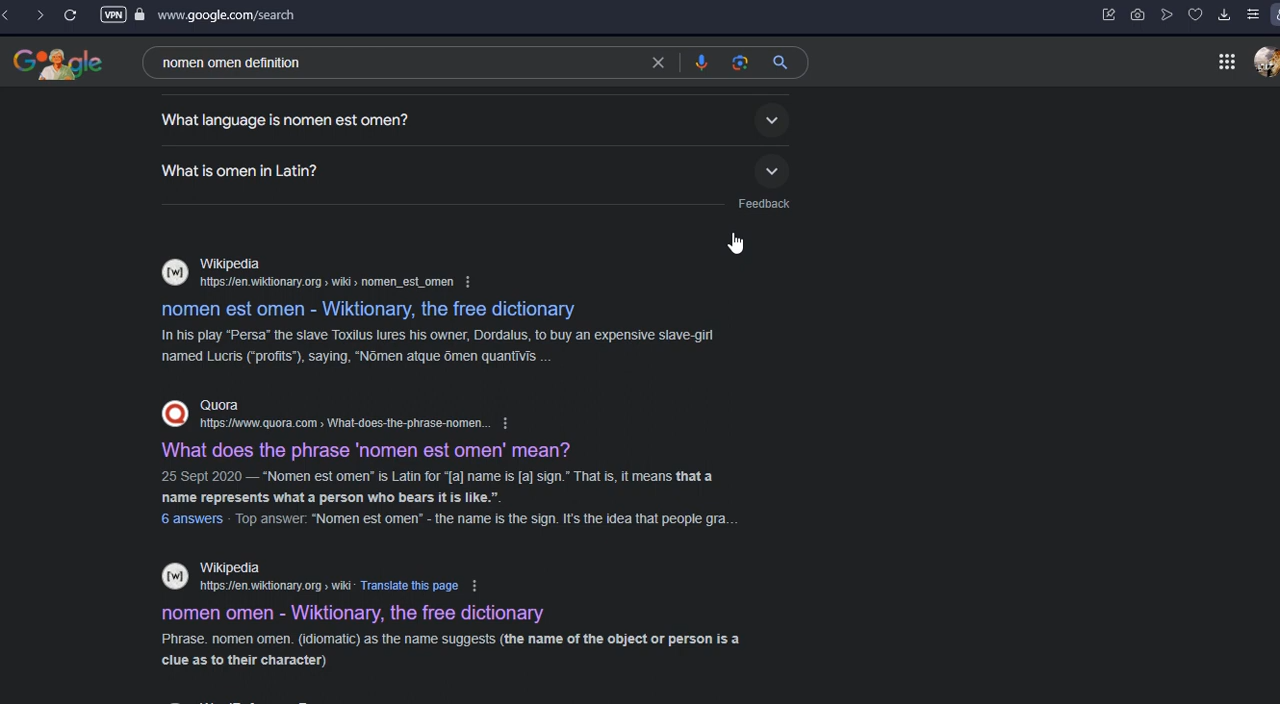 VPN www.google.com/search
Google nomen omen definition
What language is nomen est omen?
What is omen in Latin?
Feedback
Wikipedia
https://en.wiktionary.org › wiki › nomen_est_omen
nomen est omen - Wiktionary, the free dictionary
In his play “Persa” the slave Toxilus lures his owner, Dordalus, to buy an expensive slave-girl
named Lucris (“profits”), saying, “Nōmen atque ōmen quantīvīs ...
Quora
https://www.quora.com › What-does-the-phrase-nomen...
What does the phrase 'nomen est omen' mean?
25 Sept 2020 — “Nomen est omen” is Latin for “[a] name is [a] sign.” That is, it means that a
name represents what a person who bears it is like.”.
6 answers · Top answer: “Nomen est omen” - the name is the sign. It's the idea that people gra...
Wikipedia
https://en.wiktionary.org › wiki · Translate this page
nomen omen - Wiktionary, the free dictionary
Phrase. nomen omen. (idiomatic) as the name suggests (the name of the object or person is a
clue as to their character)